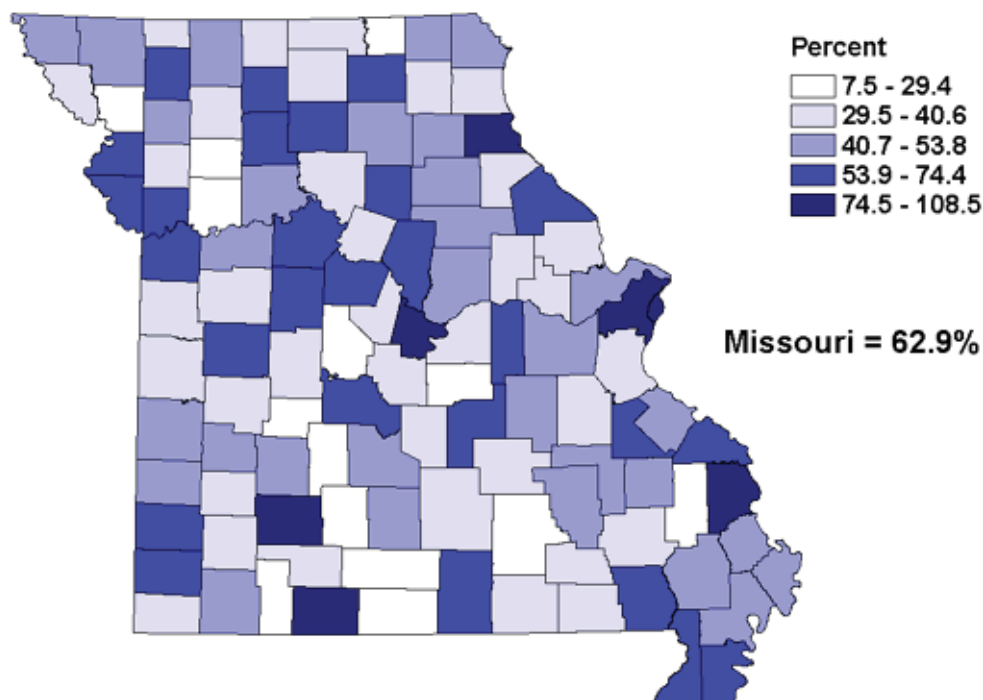 Percent
7.5 - 29.4
29.5 - 40.6
40.7 - 53.8
53.9 - 74.4
74.5 - 108.5
Missouri = 62.9%